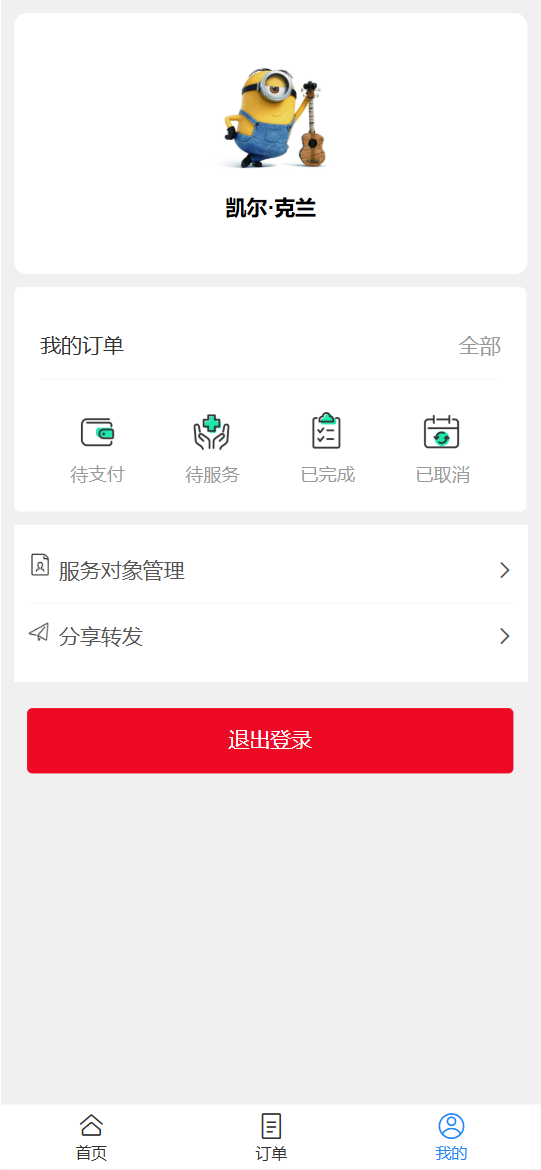 凯尔·克兰
我的订单 全部
待支付 待服务 已完成 已取消
服务对象管理
分享转发
退出登录
首页 订单 我的